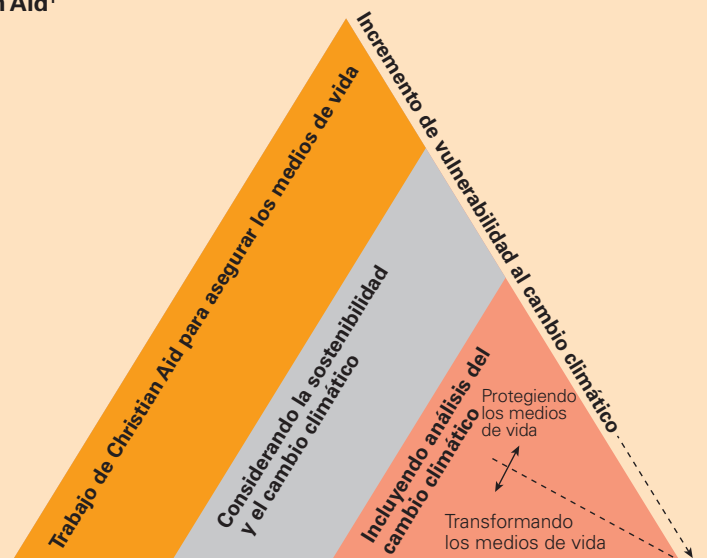 Aid¹
Incremento de vulnerabilidad al cambio climático
Trabajo de Christian Aid para asegurar los medios de vida
Considerando la sostenibilidad
y el cambio climático
Incluyendo análisis del
cambio climático
Protegiendo
los medios
de vida
Transformando
los medios de vida